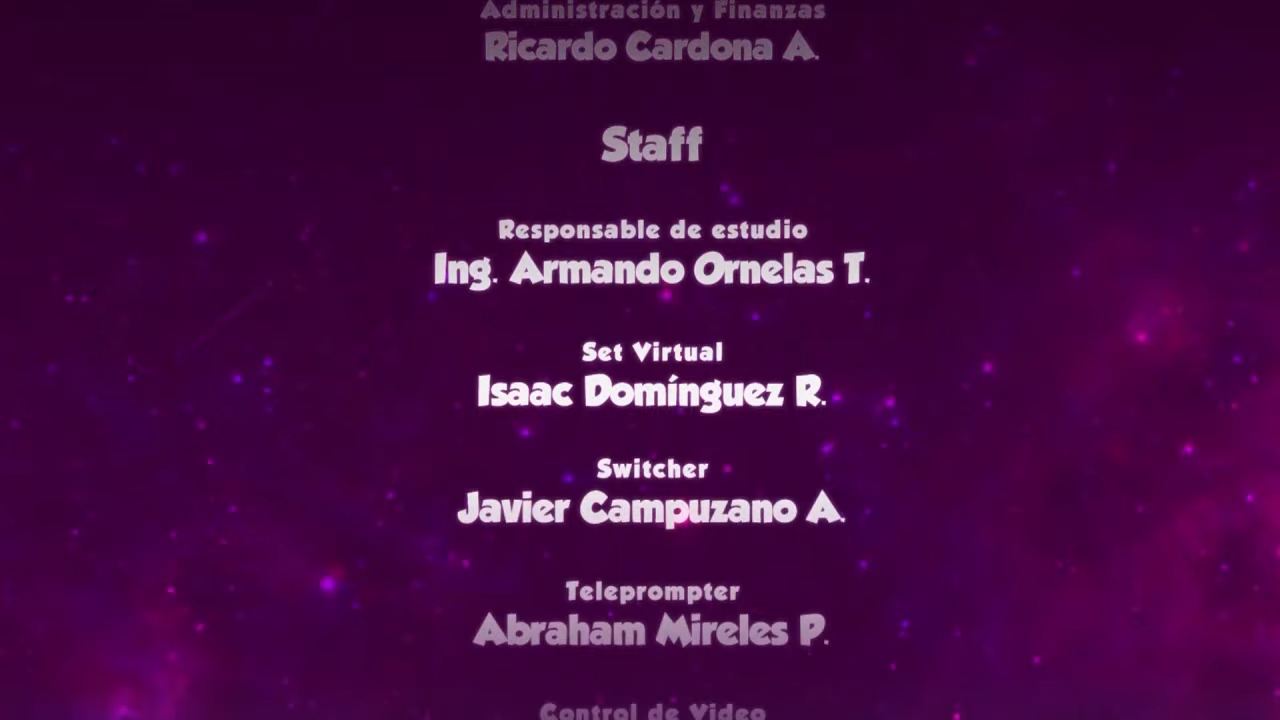 Administración y Finanzas
Ricardo Cardona A.
Staff
Responsable de estudio
Ing. Armando Ornelas T.
Set Virtual
Isaac Domínguez R.
Switcher
Javier Campuzano A.
Teleprompter
Abraham Mireles P.
Control de Video